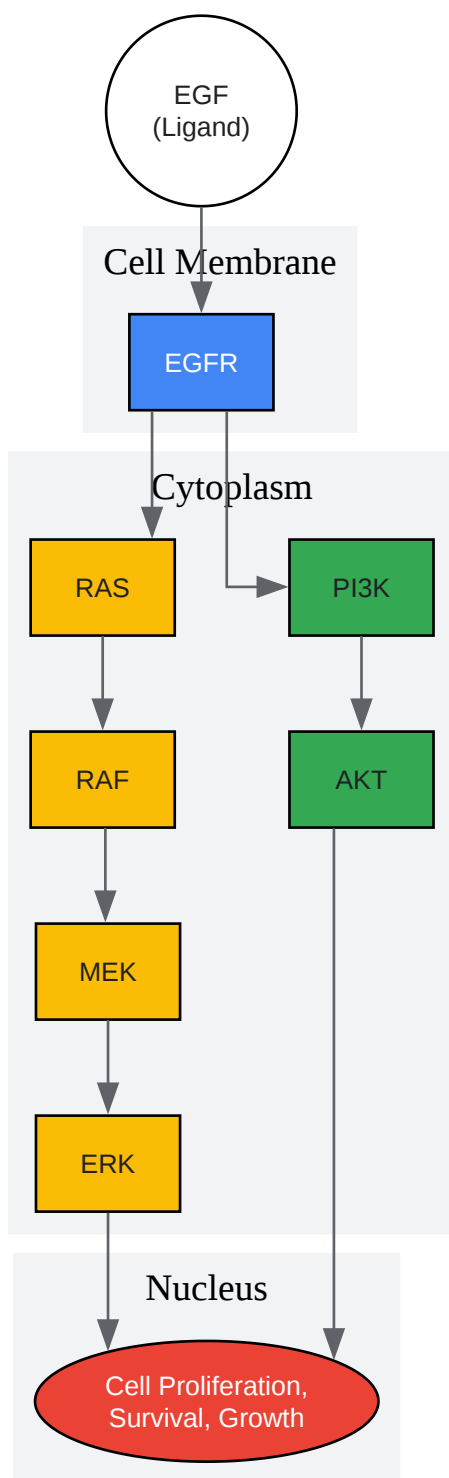 EGF
(Ligand)
Cell Membrane
EGFR
Cytoplasm
RAS
PI3K
RAF
AKT
MEK
ERK
Nucleus
Cell Proliferation,
Survival, Growth